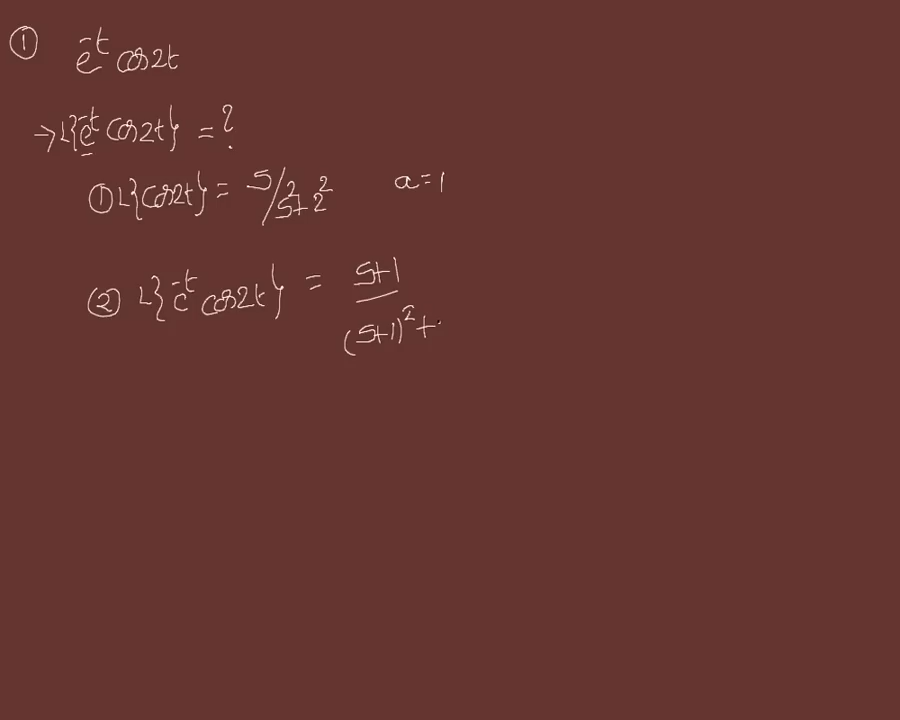 ① e^-t cos2t
→ L{e^-t cos2t} = ?
① L{cos2t} = s/s²+2² a=1
② L{e^-t cos2t} = s+1
(s+1)²+